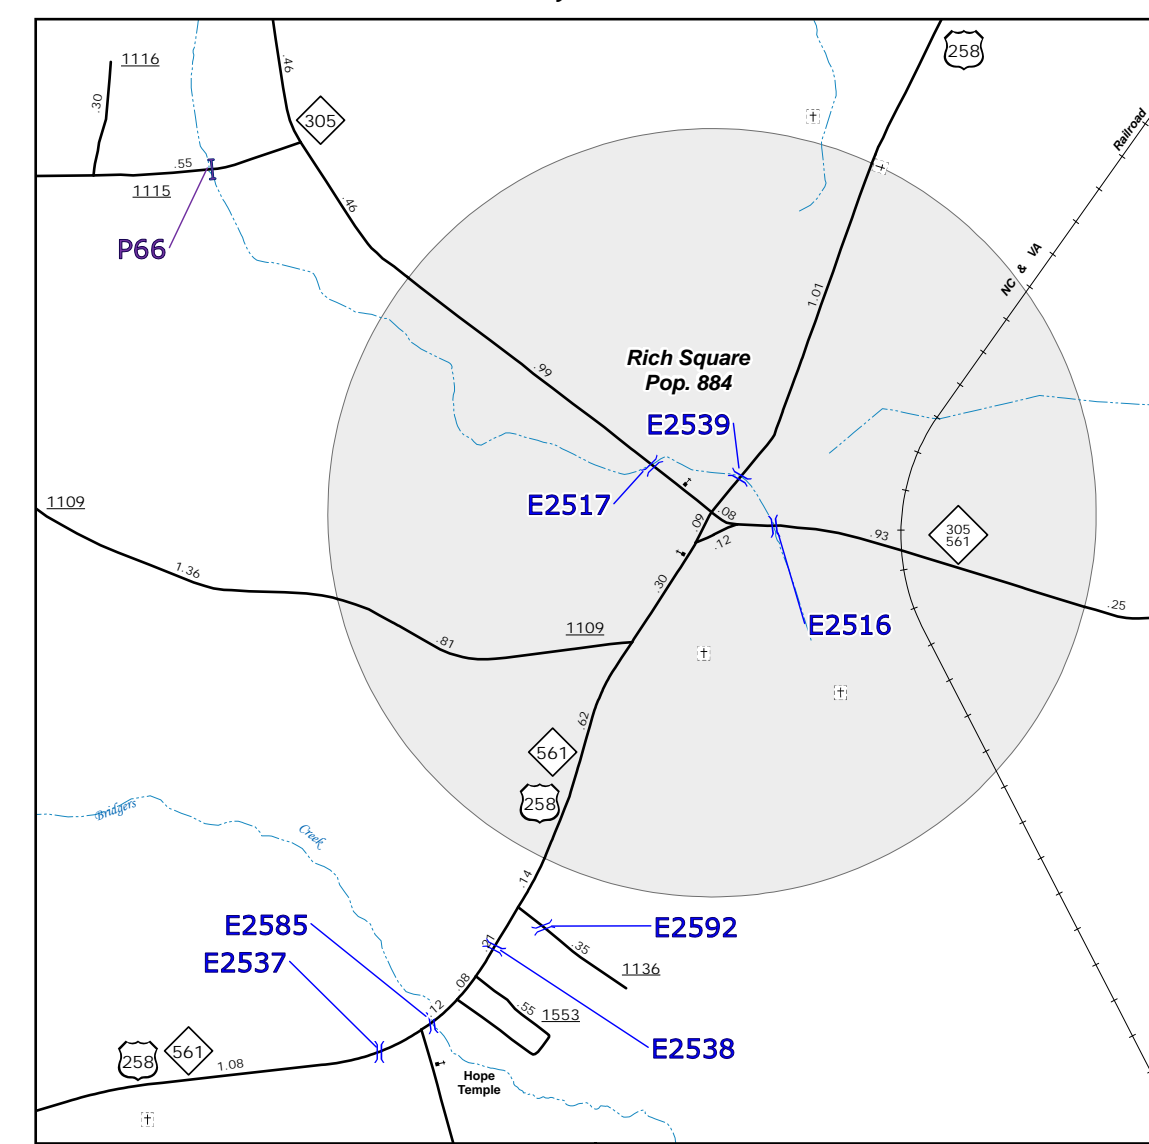 .46
258
1116
.30
305
Railroad
.55
1115
.46
P66
NC & VA
1.01
Rich Square
Pop. 884
.99
E2539
1109
E2517
.08
.09
.12
.93
305
561
1.36
.30
.25
E2516
1109
.81
.62
561
258
Bridgers
Creek
.14
E2585
E2592
E2537
.35
1136
.08
.12
.55
1553
E2538
258
561
1.08
Hope
Temple